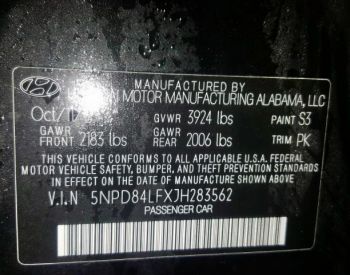 MANUFACTURED BY
MOTOR MANUFACTURING ALABAMA, LLC
Oct/ GVWR 3924 lbs PAINT S3
GAWR FRONT 2183 lbs GAWR REAR 2006 lbs TRIM PK
THIS VEHICLE CONFORMS TO ALL APPLICABLE U.S.A. FEDERAL
MOTOR VEHICLE SAFETY, BUMPER, AND THEFT PREVENTION STANDARDS
IN EFFECT ON THE DATE OF MANUFACTURE SHOWN ABOVE.
V.I.N 5NPD84LFXJH283562
PASSENGER CAR